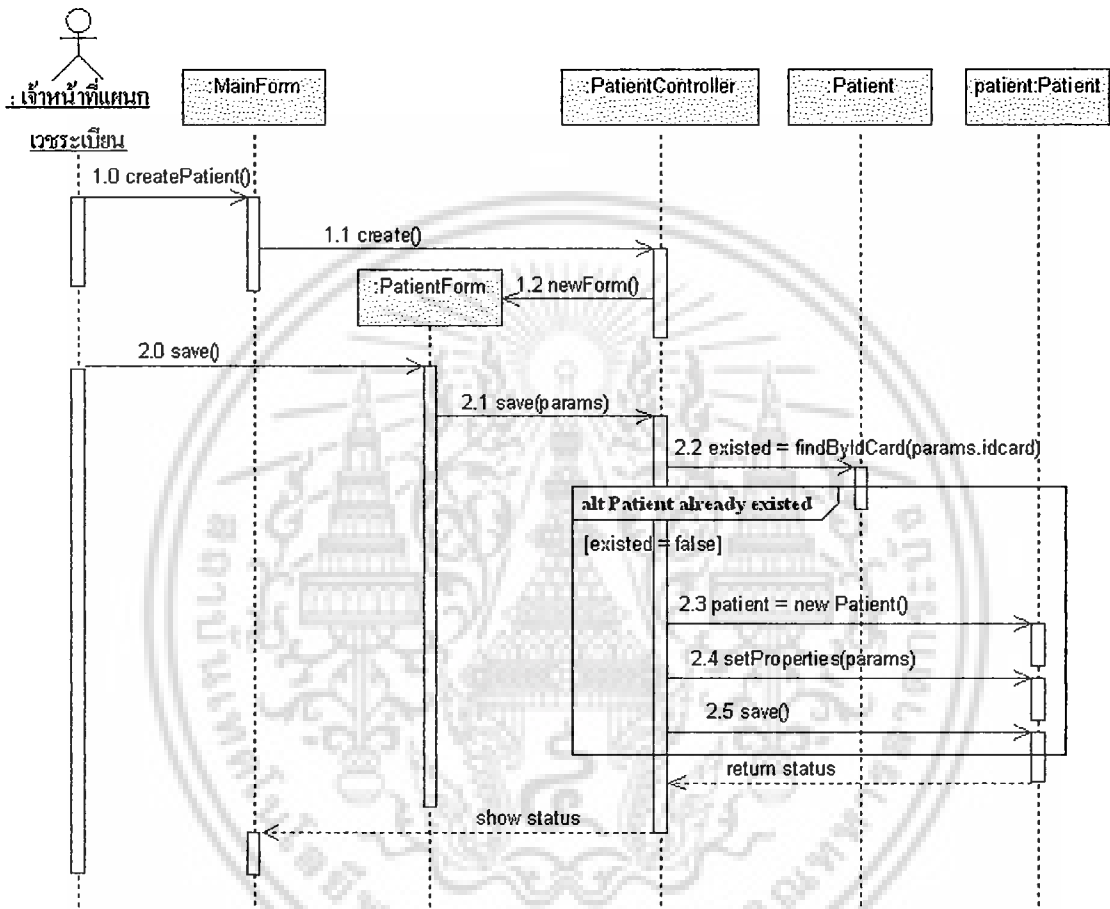 : เจ้าหน้าที่แผนก
เวชระเบียน
:MainForm
:PatientController
:Patient
patient:Patient
1.0 createPatient()
1.1 create()
:PatientForm
1.2 newForm()
2.0 save()
2.1 save(params)
2.2 existed = findByIdCard(params.idcard)
alt Patient already existed
[existed = false]
2.3 patient = new Patient()
2.4 setProperties(params)
2.5 save()
return status
show status